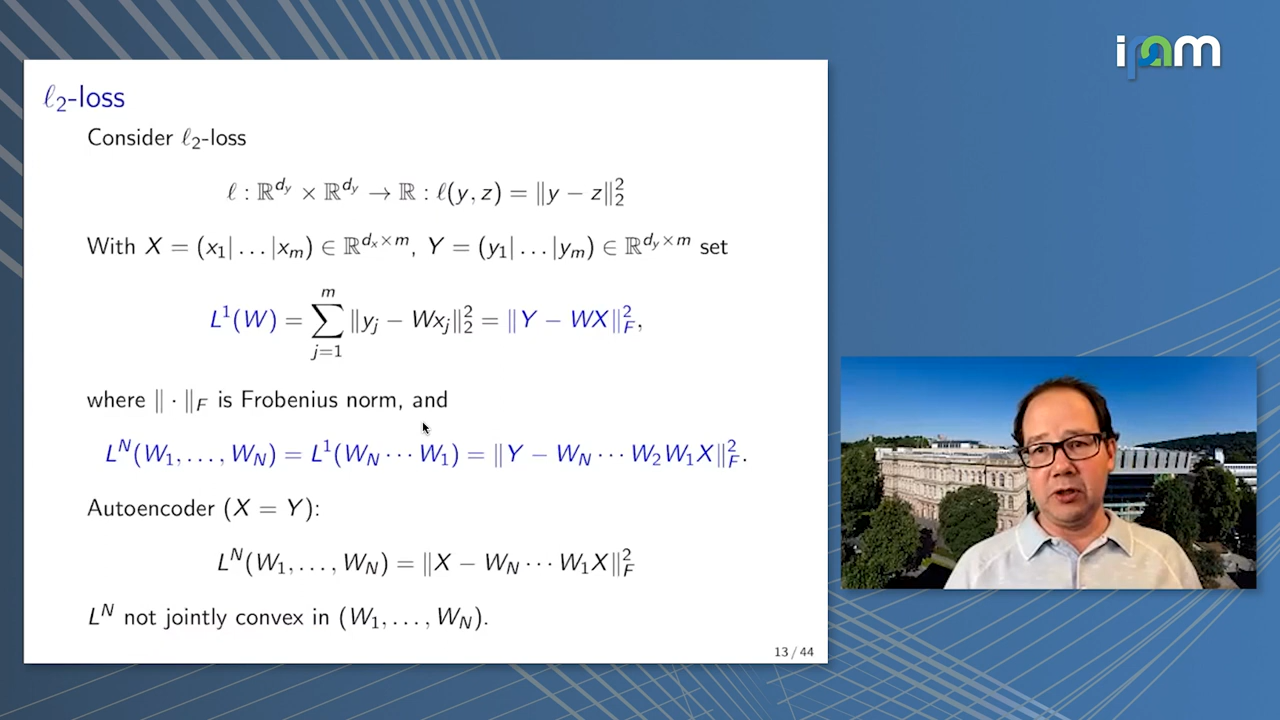 ipam
ℓ₂-loss
Consider ℓ₂-loss
ℓ : ℝ^{d_y} × ℝ^{d_y} → ℝ : ℓ(y, z) = ‖y − z‖₂²
With X = (x₁| . . . |xₘ) ∈ ℝ^{d_x×m}, Y = (y₁| . . . |yₘ) ∈ ℝ^{d_y×m} set
L¹(W) = ∑_{j=1}^{m} ‖y_j − Wx_j‖₂² = ‖Y − WX‖_F²,
where ‖ · ‖_F is Frobenius norm, and
L^N(W₁, . . . , W_N) = L¹(W_N · · · W₁) = ‖Y − W_N · · · W₂W₁X‖_F².
Autoencoder (X = Y):
L^N(W₁, . . . , W_N) = ‖X − W_N · · · W₁X‖_F²
L^N not jointly convex in (W₁, . . . , W_N).
13 / 44